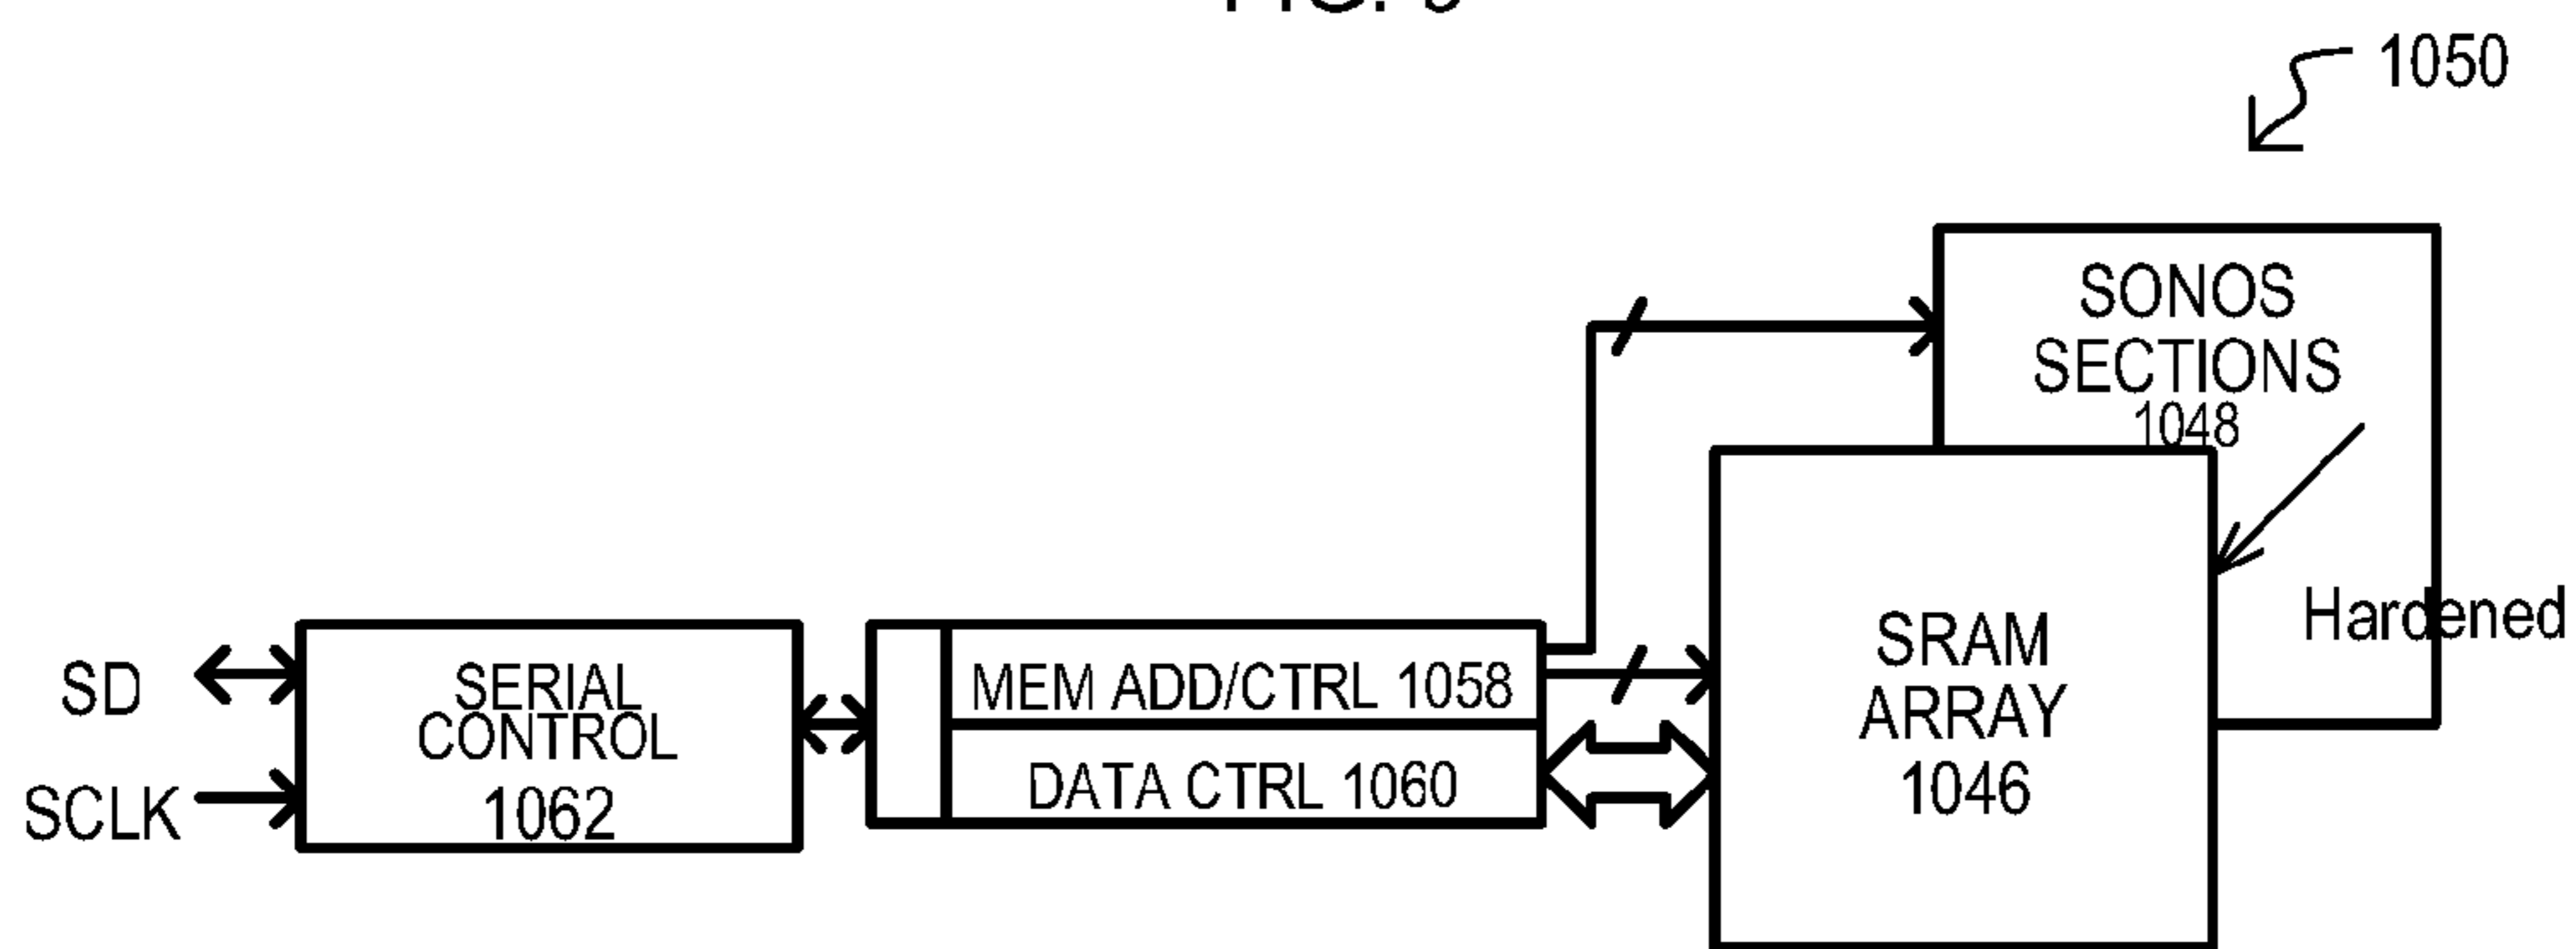 1050
SONOS
SECTIONS
1048
Hardened
SD
SCLK
SERIAL
CONTROL
1062
MEM ADD/CTRL 1058
DATA CTRL 1060
SRAM
ARRAY
1046